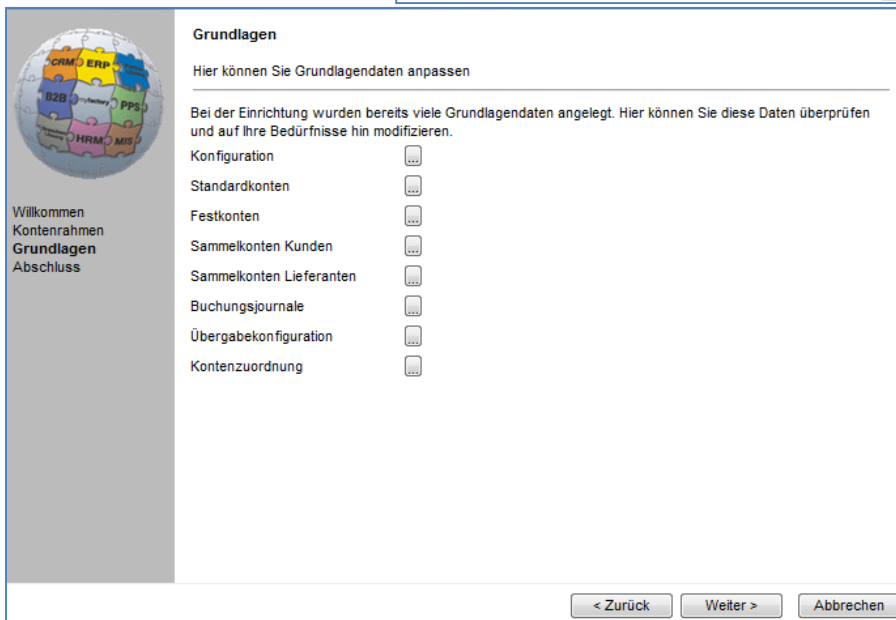 Grundlagen
Hier können Sie Grundlagendaten anpassen
Bei der Einrichtung wurden bereits viele Grundlagendaten angelegt. Hier können Sie diese Daten überprüfen
und auf Ihre Bedürfnisse hin modifizieren.
Konfiguration ...
Standardkonten ...
Festkonten ...
Sammelkonten Kunden ...
Sammelkonten Lieferanten ...
Buchungsjournale ...
Übergabekonfiguration ...
Kontenzuordnung ...
CRM ERP
B2B myfactory PPS
HRM MIS
Willkommen
Kontenrahmen
Grundlagen
Abschluss
< Zurück Weiter > Abbrechen